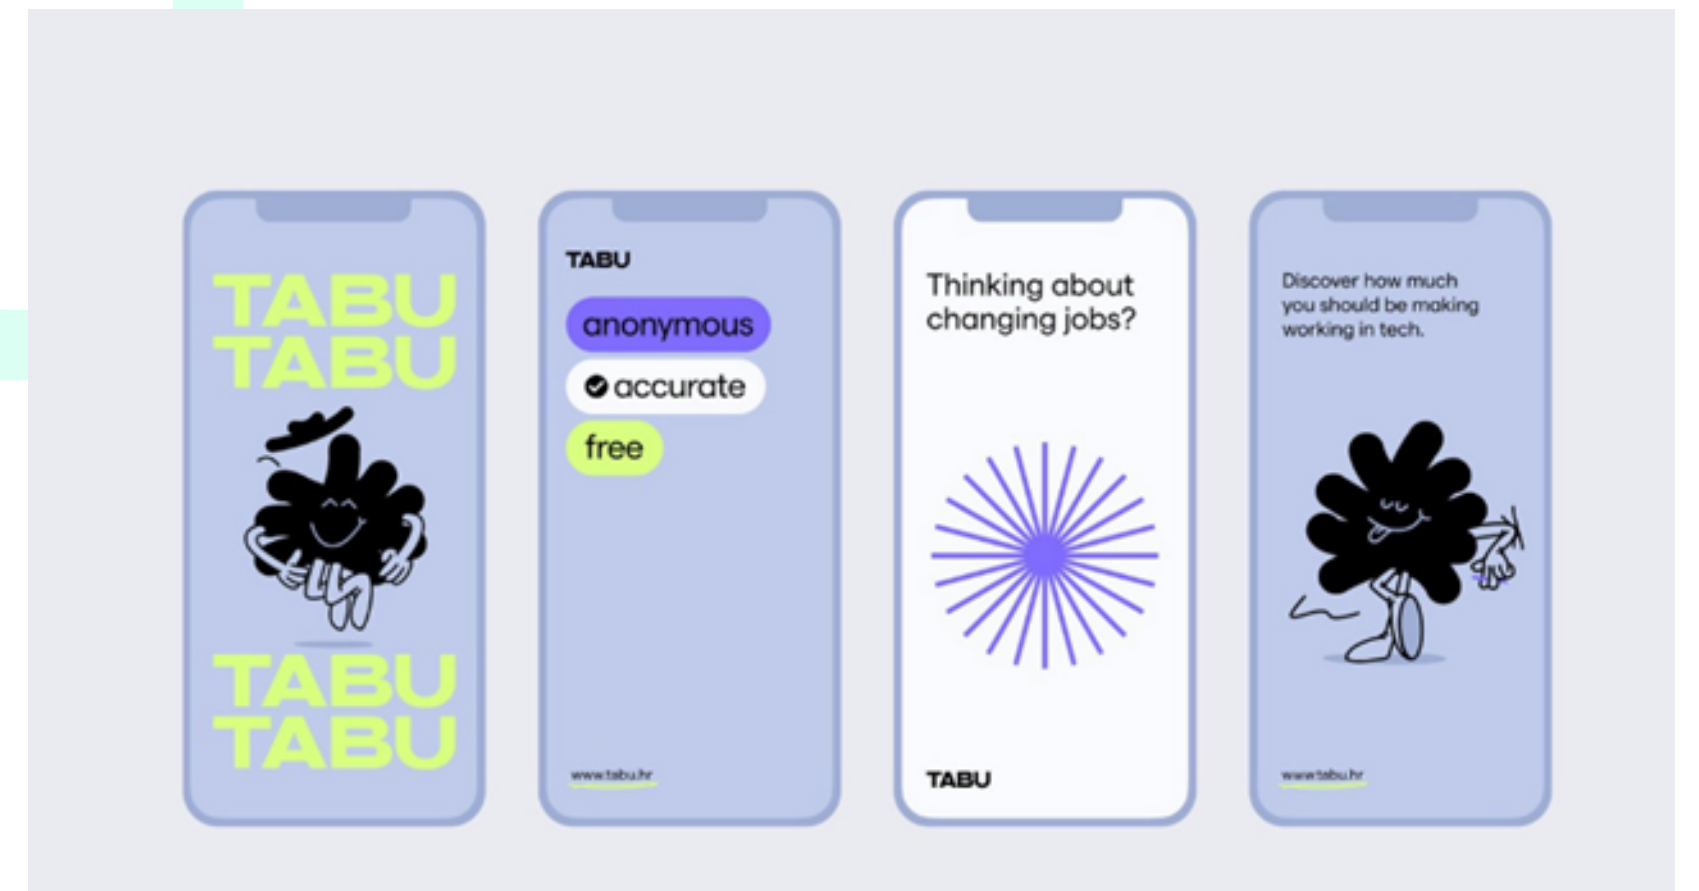 TABU
TABU
TABU
TABU
TABU
anonymous
accurate
free
www.tabu.hr
Thinking about
changing jobs?
TABU
Discover how much
you should be making
working in tech.
www.tabu.hr